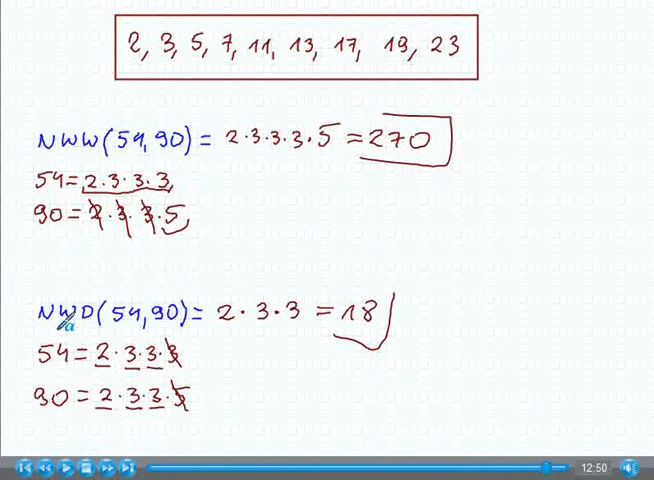 2, 3, 5, 7, 11, 13, 17, 19, 23
NWW(54,90) = 2·3·3·3·5 = 270
54 = 2·3·3·3
90 = 2·3·3·5
NWD(54,90) = 2·3·3 = 18
54 = 2·3·3·3
90 = 2·3·3·5
12:50